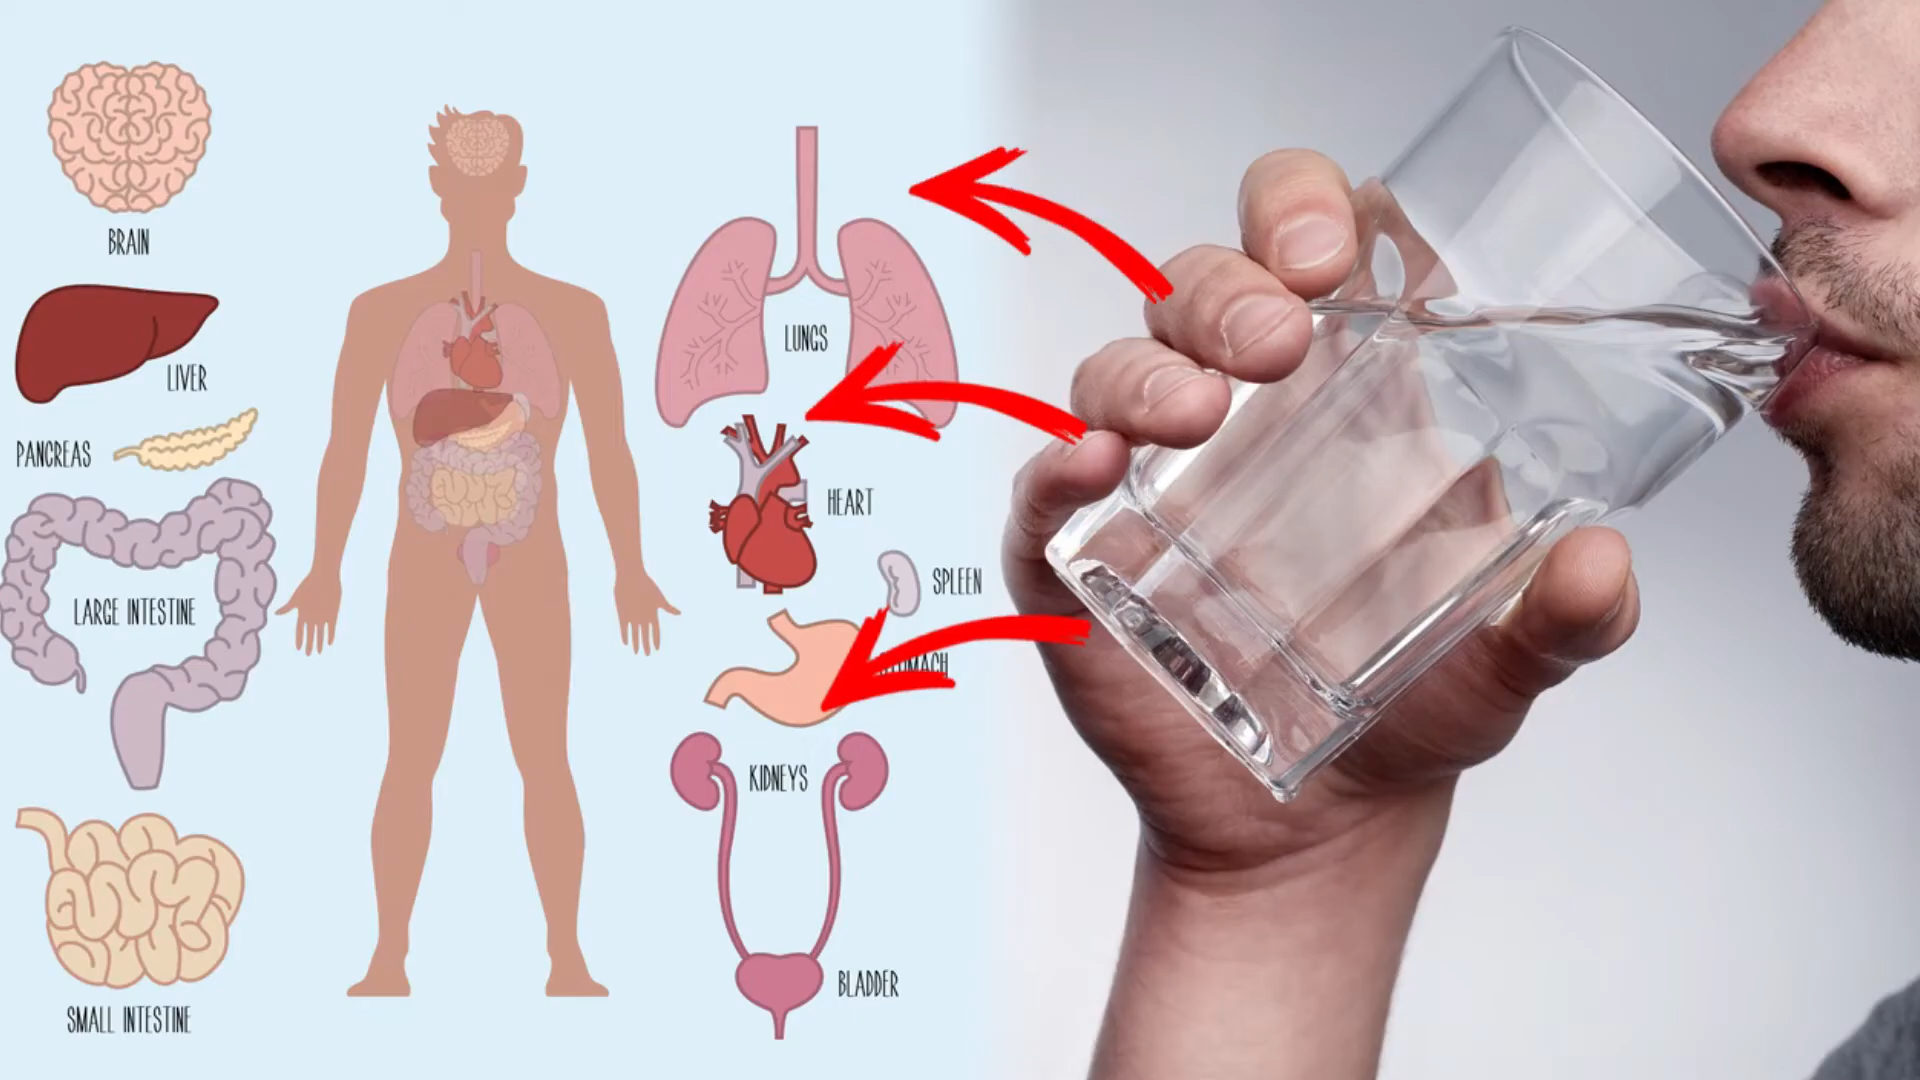 BRAIN
LIVER
PANCREAS
LARGE INTESTINE
SMALL INTESTINE
LUNGS
HEART
SPLEEN
KIDNEYS
BLADDER